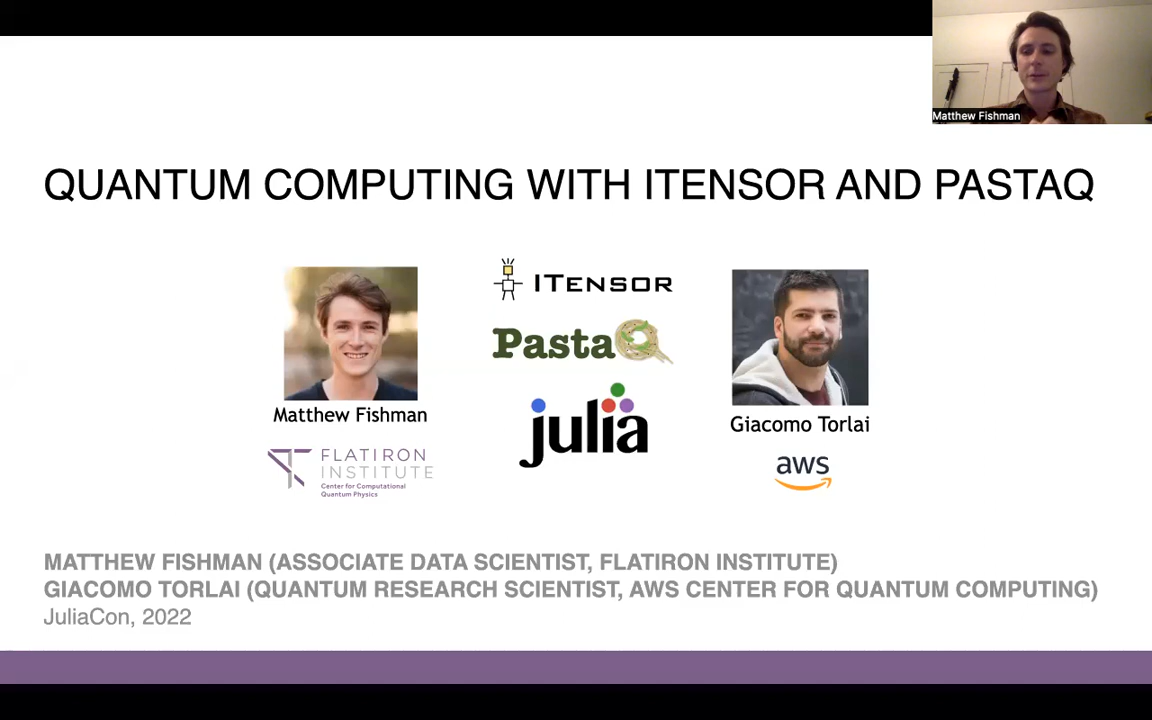 Matthew Fishman
QUANTUM COMPUTING WITH ITENSOR AND PASTAQ
ITENSOR
PastaQ
julia
Matthew Fishman
Giacomo Torlai
FLATIRON
INSTITUTE
Center for Computational
Quantum Physics
aws
MATTHEW FISHMAN (ASSOCIATE DATA SCIENTIST, FLATIRON INSTITUTE)
GIACOMO TORLAI (QUANTUM RESEARCH SCIENTIST, AWS CENTER FOR QUANTUM COMPUTING)
JuliaCon, 2022